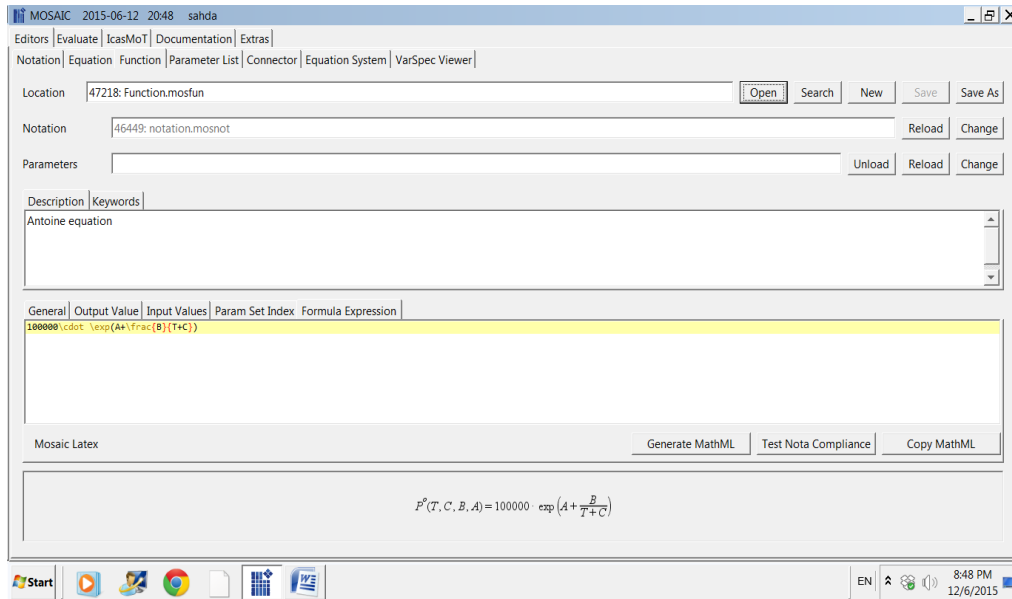 MOSAIC 2015-06-12 20:48 sahda
Editors Evaluate IcasMoT Documentation Extras
Notation Equation Function Parameter List Connector Equation System VarSpec Viewer
Location 47218: Function.mosfun Open Search New Save Save As
Notation 46449: notation.mosnot Reload Change
Parameters Unload Reload Change
Description Keywords
Antoine equation
General Output Value Input Values Param Set Index Formula Expression
100000\cdot \exp(A+\frac{B}{T+C})
Mosaic Latex Generate MathML Test Nota Compliance Copy MathML
P^o(T, C, B, A) = 100000 · exp(A + B/(T + C))
Start EN 8:48 PM
12/6/2015